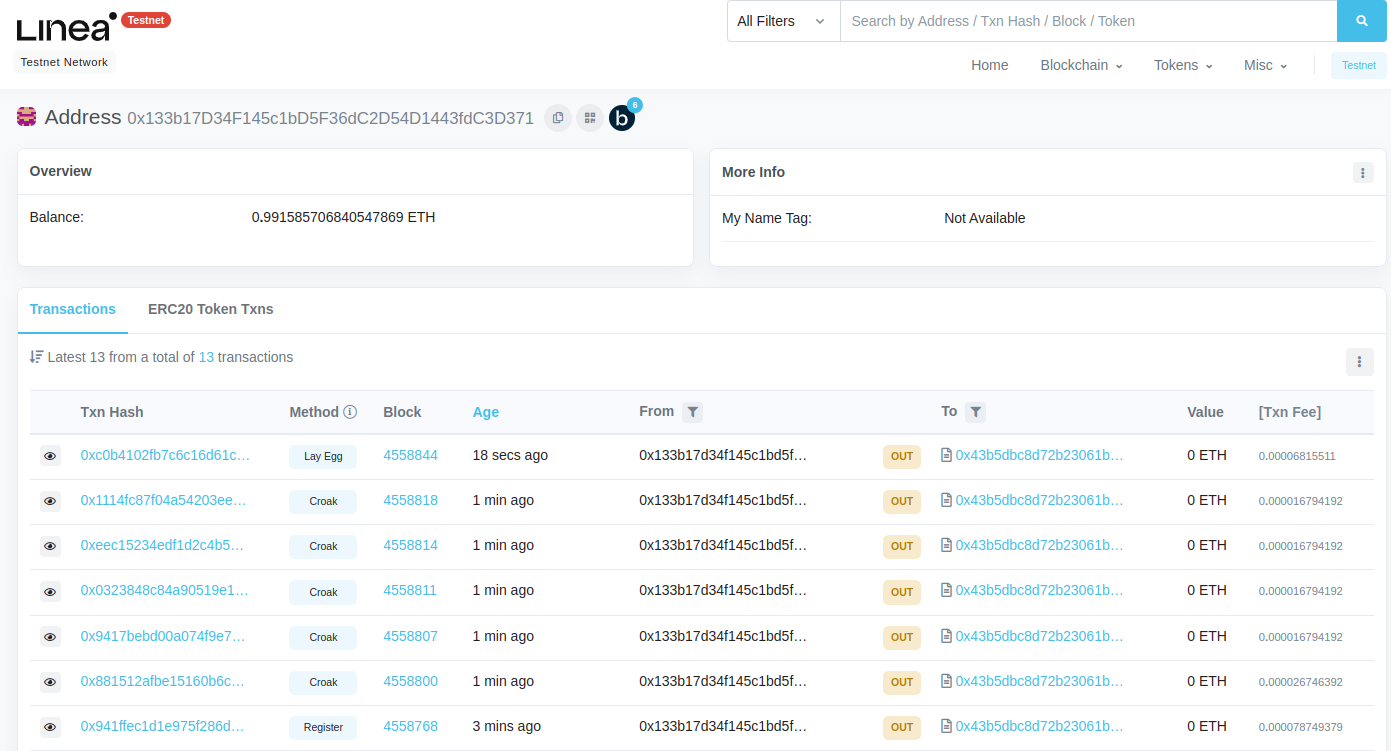 Linea Testnet
Testnet Network
All Filters Search by Address / Txn Hash / Block / Token
Home Blockchain Tokens Misc Testnet
Address 0x133b17D34F145c1bD5F36dC2D54D1443fdC3D371 b 6
Overview
Balance: 0.991585706840547869 ETH
More Info
My Name Tag: Not Available
Transactions ERC20 Token Txns
Latest 13 from a total of 13 transactions
Txn Hash Method Block Age From To Value [Txn Fee]
0xc0b4102fb7c6c16d61c… Lay Egg 4558844 18 secs ago 0x133b17d34f145c1bd5f… OUT 0x43b5dbc8d72b23061b… 0 ETH 0.00006815511
0x1114fc87f04a54203ee… Croak 4558818 1 min ago 0x133b17d34f145c1bd5f… OUT 0x43b5dbc8d72b23061b… 0 ETH 0.000016794192
0xeec15234edf1d2c4b5… Croak 4558814 1 min ago 0x133b17d34f145c1bd5f… OUT 0x43b5dbc8d72b23061b… 0 ETH 0.000016794192
0x0323848c84a90519e1… Croak 4558811 1 min ago 0x133b17d34f145c1bd5f… OUT 0x43b5dbc8d72b23061b… 0 ETH 0.000016794192
0x9417bebd00a074f9e7… Croak 4558807 1 min ago 0x133b17d34f145c1bd5f… OUT 0x43b5dbc8d72b23061b… 0 ETH 0.000016794192
0x881512afbe15160b6c… Croak 4558800 1 min ago 0x133b17d34f145c1bd5f… OUT 0x43b5dbc8d72b23061b… 0 ETH 0.000026746392
0x941ffec1d1e975f286d… Register 4558768 3 mins ago 0x133b17d34f145c1bd5f… OUT 0x43b5dbc8d72b23061b… 0 ETH 0.000078749379